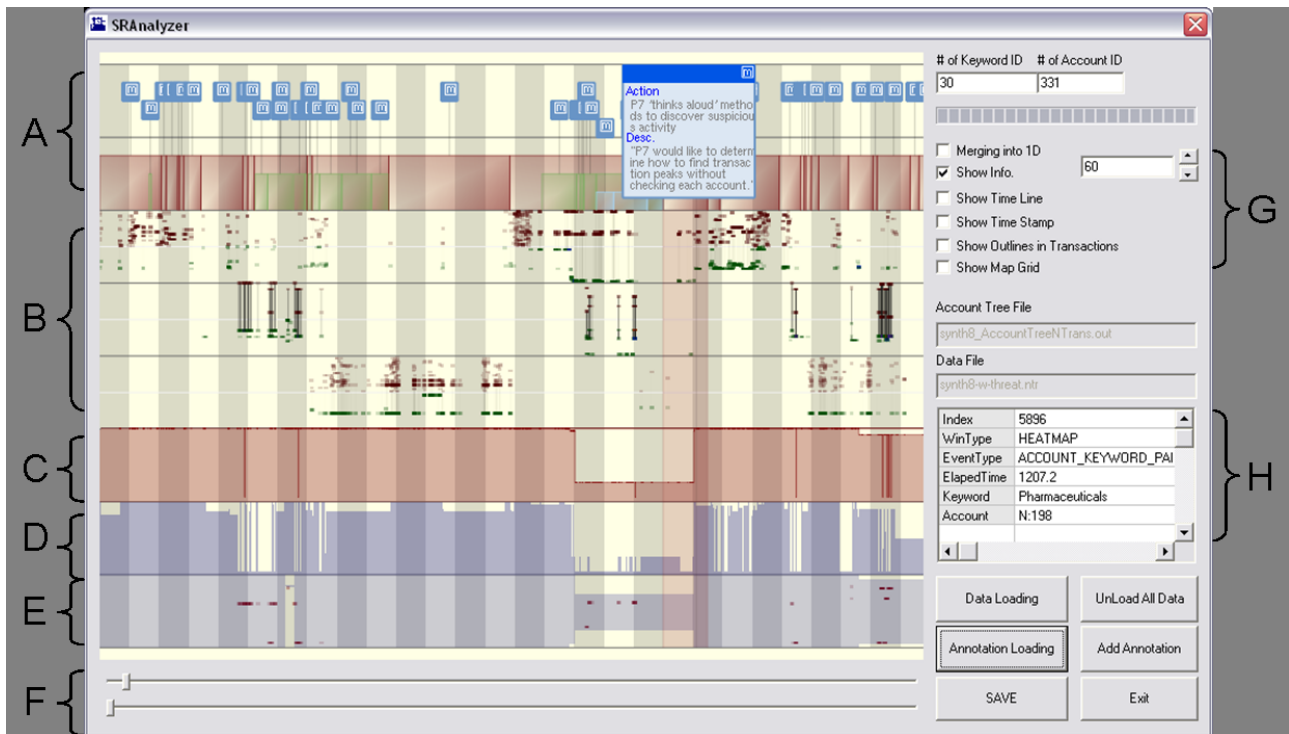 SRAnalyzer
A
B
C
D
E
F
G
H
Action
P7 'thinks aloud' metho
ds to discover suspiciou
s activity
Desc.
"P7 would like to determ
ine how to find transac
tion peaks without
checking each account."
# of Keyword ID # of Account ID
30 331
Merging into 1D
60
Show Info.
Show Time Line
Show Time Stamp
Show Outlines in Transactions
Show Map Grid
Account Tree File
synth8_AccountTreeNTrans.out
Data File
synth8-w-threat.ntr
Index 5896
WinType HEATMAP
EventType ACCOUNT_KEYWORD_PAI
ElapedTime 1207.2
Keyword Pharmaceuticals
Account N:198
Data Loading UnLoad All Data
Annotation Loading Add Annotation
SAVE Exit